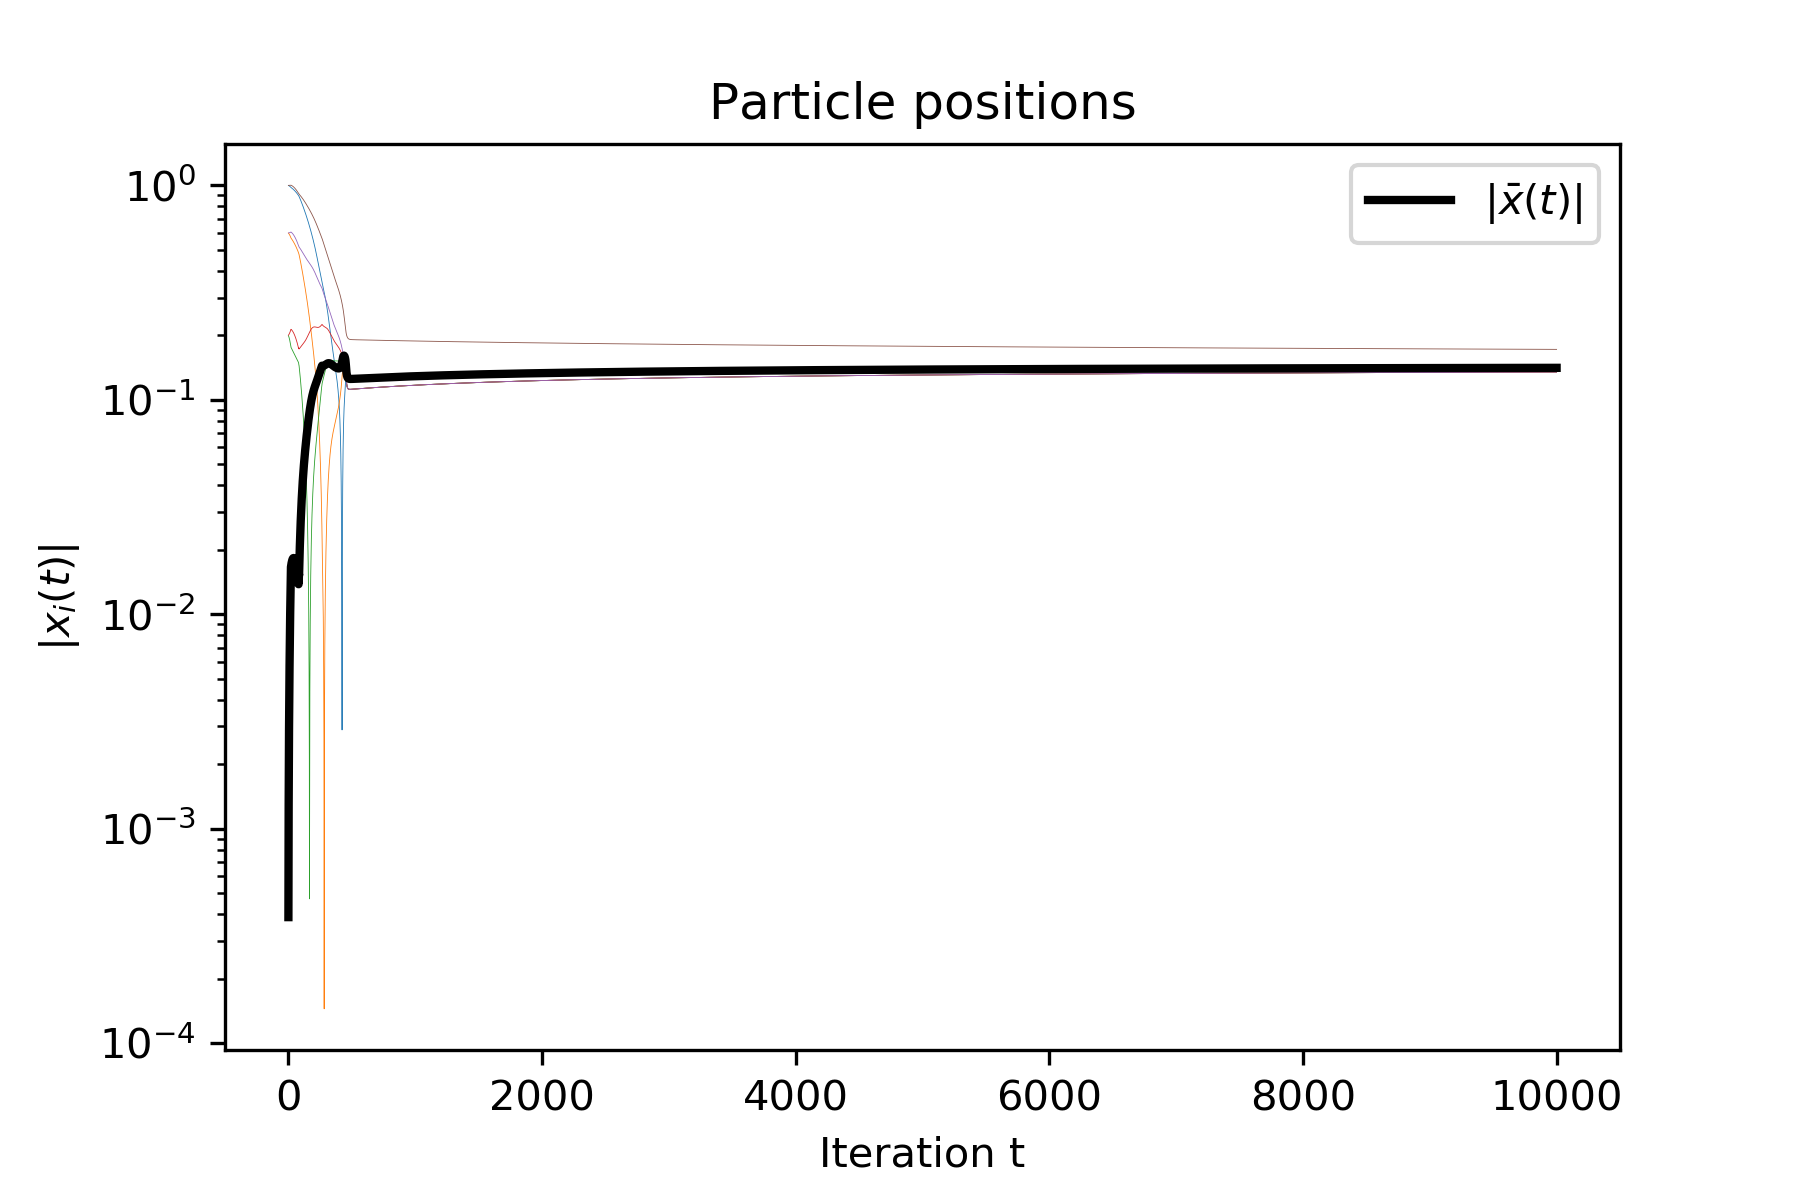 Particle positions
|x̄(t)|
10⁰
10⁻¹
10⁻²
10⁻³
10⁻⁴
|xᵢ(t)|
0 2000 4000 6000 8000 10000
Iteration t